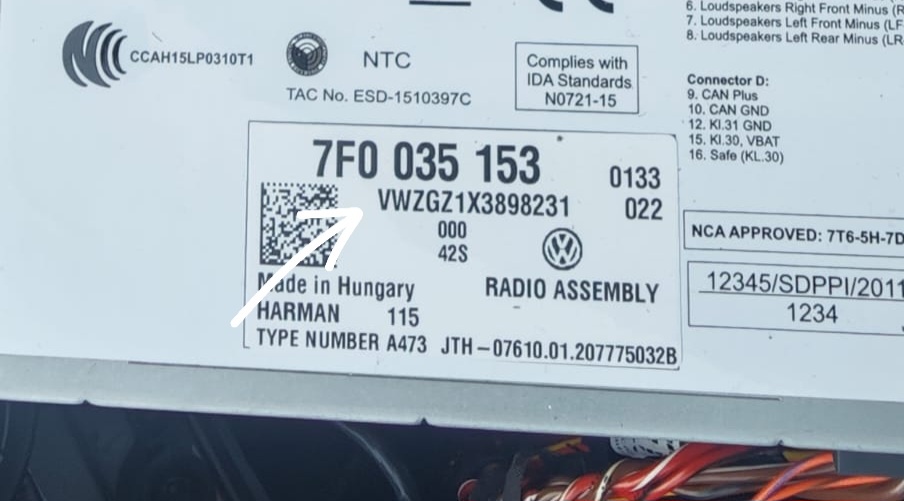 6. Loudspeakers Right Front Minus
7. Loudspeakers Left Front Minus (LF
8. Loudspeakers Left Rear Minus (LR
CCAH15LP0310T1
NTC
TAC No. ESD-1510397C
Complies with
IDA Standards
N0721-15
Connector D:
9. CAN Plus
10. CAN GND
12. Kl.31 GND
15. Kl.30, VBAT
16. Safe (KL.30)
7F0 035 153 0133
VWZGZ1X3898231 022
000
42S
Made in Hungary RADIO ASSEMBLY
HARMAN 115
TYPE NUMBER A473 JTH-07610.01.207775032B
NCA APPROVED: 7T6-5H-7D
12345/SDPPI/2011
1234